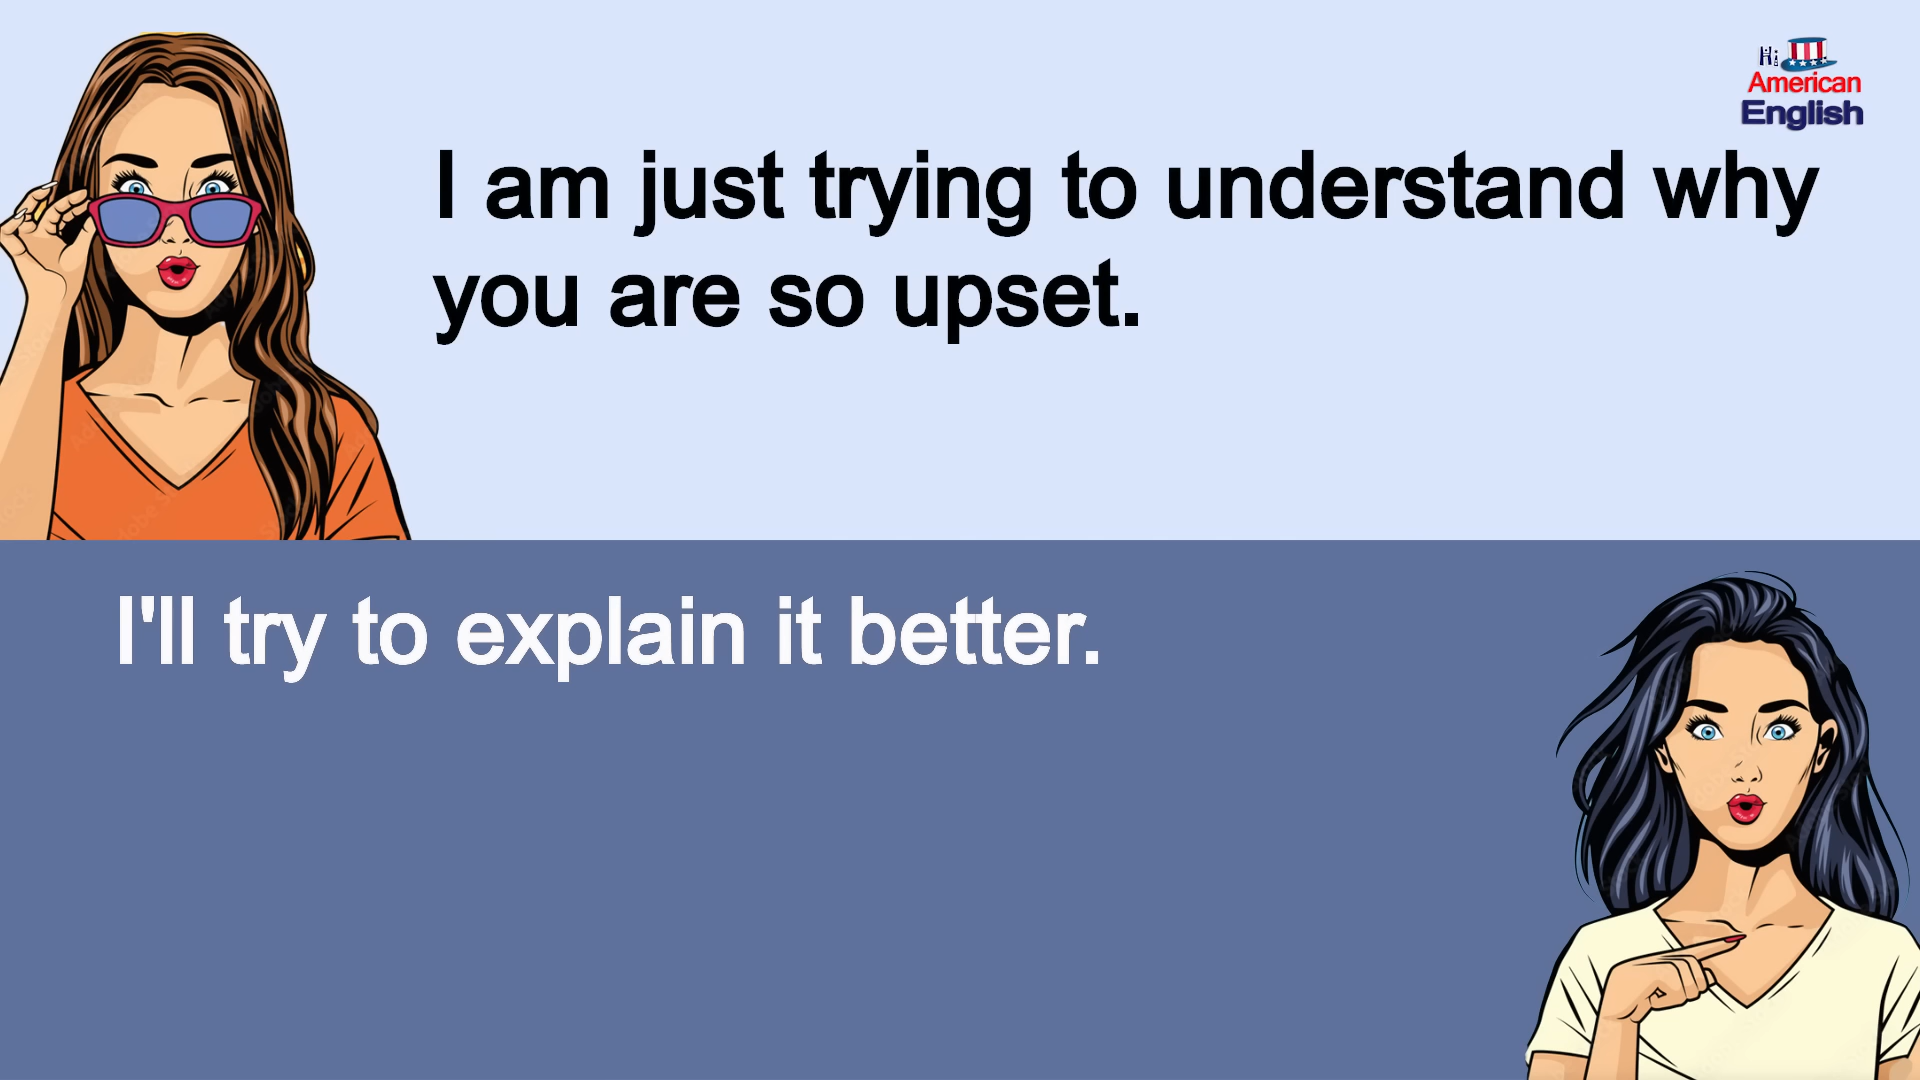 Hi
American
English
I am just trying to understand why
you are so upset.
I'll try to explain it better.